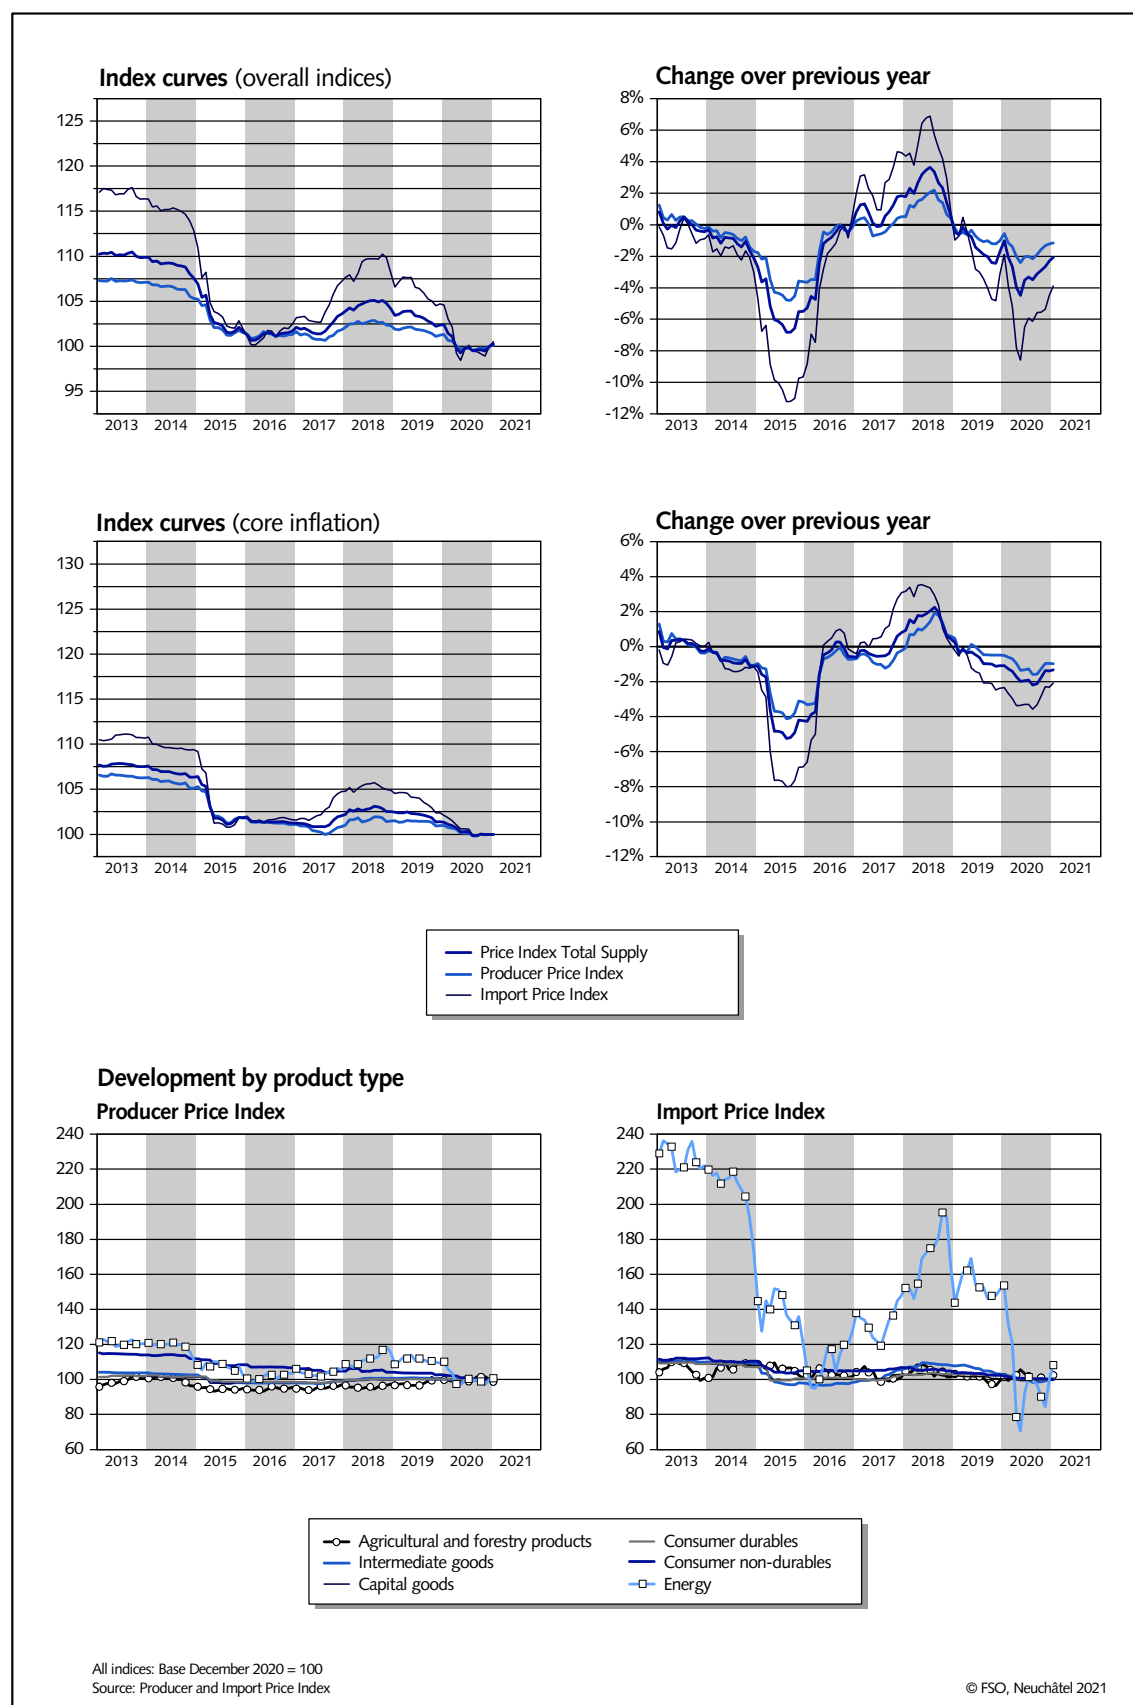 Index curves (overall indices)
125
120
115
110
105
100
95
2013 2014 2015 2016 2017 2018 2019 2020 2021
Change over previous year
8%
6%
4%
2%
0%
-2%
-4%
-6%
-8%
-10%
-12%
2013 2014 2015 2016 2017 2018 2019 2020 2021
Index curves (core inflation)
130
125
120
115
110
105
100
2013 2014 2015 2016 2017 2018 2019 2020 2021
Change over previous year
6%
4%
2%
0%
-2%
-4%
-6%
-8%
-10%
-12%
2013 2014 2015 2016 2017 2018 2019 2020 2021
Price Index Total Supply
Producer Price Index
Import Price Index
Development by product type
Producer Price Index
240
220
200
180
160
140
120
100
80
60
2013 2014 2015 2016 2017 2018 2019 2020 2021
Import Price Index
240
220
200
180
160
140
120
100
80
60
2013 2014 2015 2016 2017 2018 2019 2020 2021
Agricultural and forestry products
Intermediate goods
Capital goods
Consumer durables
Consumer non-durables
Energy
All indices: Base December 2020 = 100
Source: Producer and Import Price Index
© FSO, Neuchâtel 2021